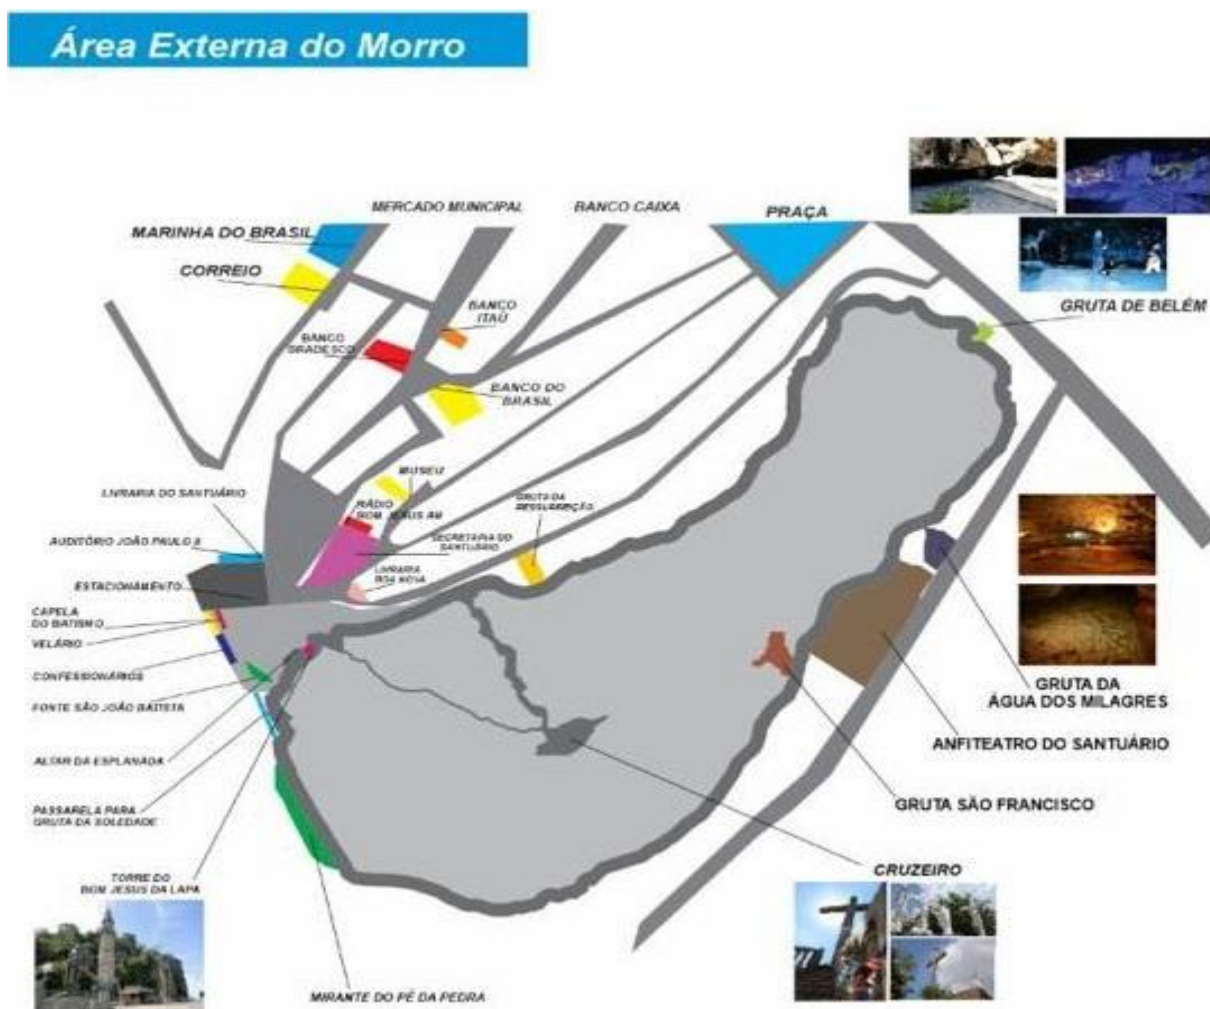 Área Externa do Morro
MERCADO MUNICIPAL
BANCO CAIXA
PRAÇA
MARINHA DO BRASIL
CORREIO
BANCO
ITAÚ
GRUTA DE BELÉM
BANCO
BRADESCO
BANCO DO
BRASIL
MUSEU
LIVRARIA DO SANTUÁRIO
RÁDIO
BOM JESUS AM
GRUTA DA
RESSURREIÇÃO
SECRETARIA DO
SANTUÁRIO
AUDITÓRIO JOÃO PAULO II
LIVRARIA
BOA NOVA
ESTACIONAMENTO
CAPELA
DO BATISMO
VELÁRIO
CONFESSIONÁRIOS
FONTE SÃO JOÃO BATISTA
GRUTA DA
ÁGUA DOS MILAGRES
ANFITEATRO DO SANTUÁRIO
ALTAR DA ESPLANADA
PASSARELA PARA
GRUTA DA SOLEDADE
GRUTA SÃO FRANCISCO
CRUZEIRO
TORRE DO
BOM JESUS DA LAPA
MIRANTE DO PÉ DA PEDRA